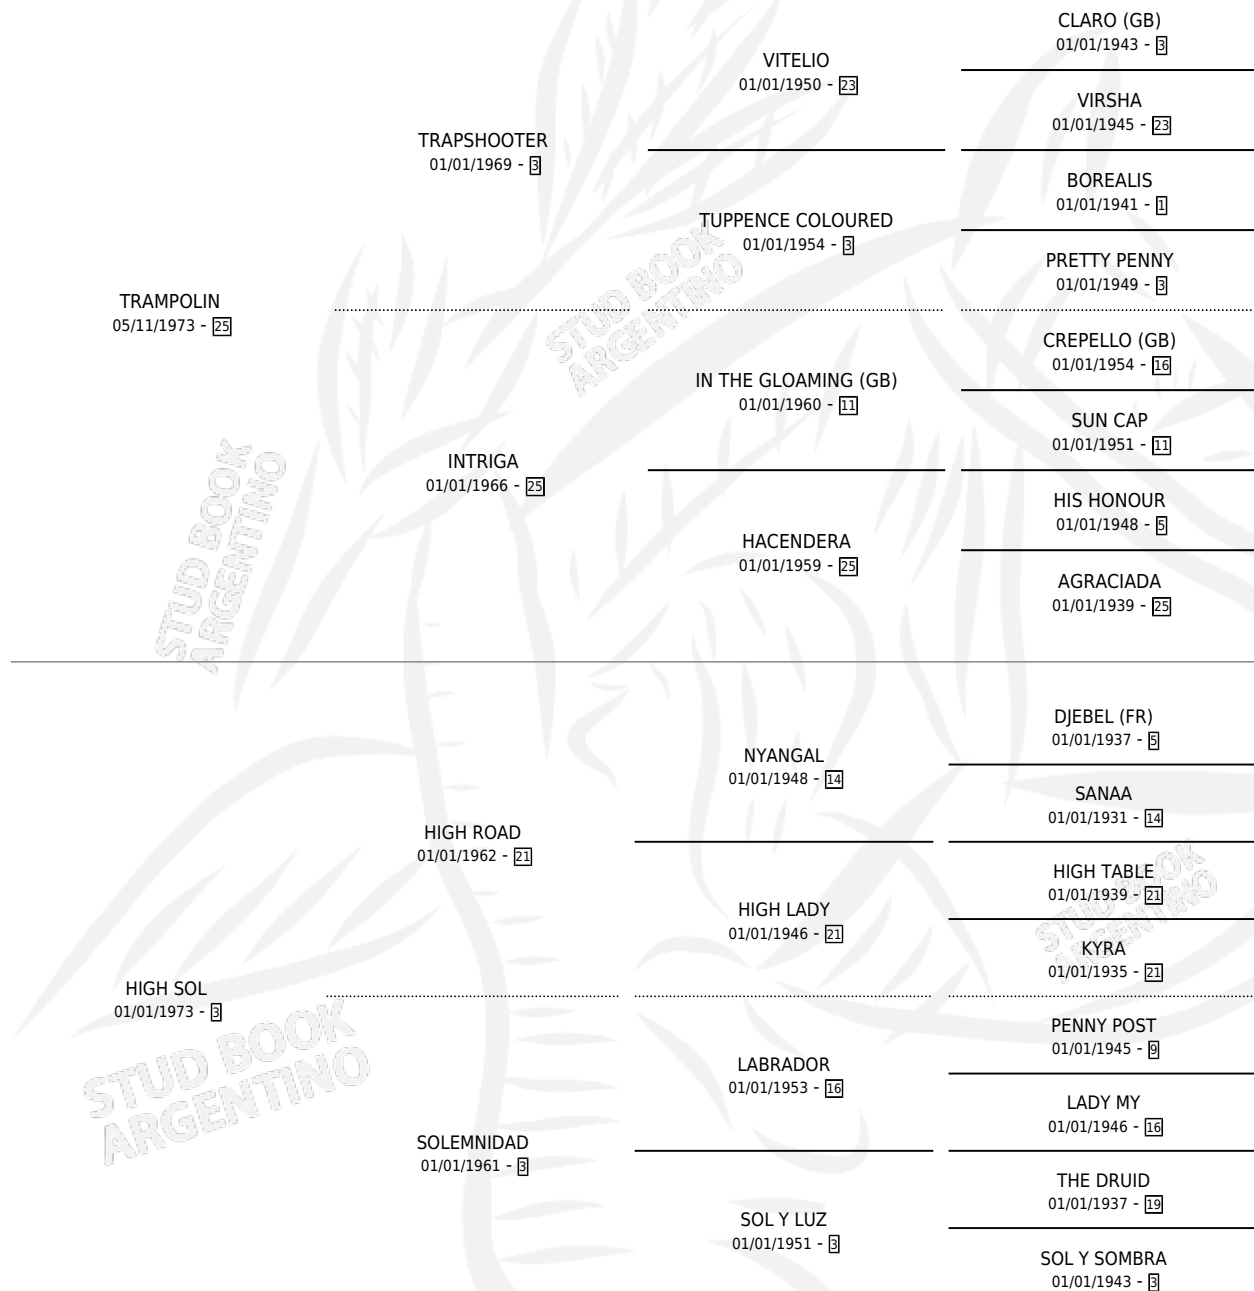 CLARO (GB)
01/01/1943 - 3
VITELIO
01/01/1950 - 23
VIRSHA
01/01/1945 - 23
TRAPSHOOTER
01/01/1969 - 3
BOREALIS
01/01/1941 - 1
TUPPENCE COLOURED
01/01/1954 - 3
PRETTY PENNY
01/01/1949 - 3
TRAMPOLIN
05/11/1973 - 25
CREPELLO (GB)
01/01/1954 - 16
IN THE GLOAMING (GB)
01/01/1960 - 11
SUN CAP
01/01/1951 - 11
INTRIGA
01/01/1966 - 25
HIS HONOUR
01/01/1948 - 5
HACENDERA
01/01/1959 - 25
AGRACIADA
01/01/1939 - 25
DJEBEL (FR)
01/01/1937 - 5
NYANGAL
01/01/1948 - 14
SANAA
01/01/1931 - 14
HIGH ROAD
01/01/1962 - 21
HIGH TABLE
01/01/1939 - 21
HIGH LADY
01/01/1946 - 21
KYRA
01/01/1935 - 21
HIGH SOL
01/01/1973 - 3
PENNY POST
01/01/1945 - 9
LABRADOR
01/01/1953 - 16
LADY MY
01/01/1946 - 16
SOLEMNIDAD
01/01/1961 - 3
THE DRUID
01/01/1937 - 19
SOL Y LUZ
01/01/1951 - 3
SOL Y SOMBRA
01/01/1943 - 3
STUD BOOK
ARGENTINO
STUD BOOK
ARGENTINO
STUD BOOK
ARGENTINO
STUD BOOK
ARGENTINO